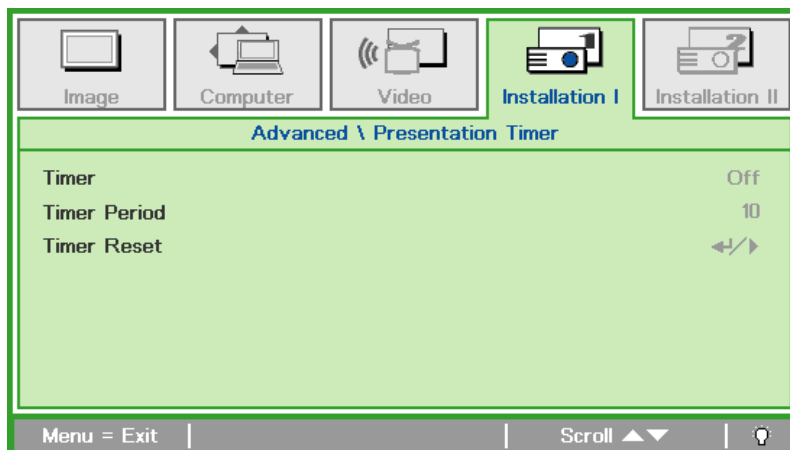 Image Computer Video Installation I Installation II
Advanced \ Presentation Timer
Timer Off
Timer Period 10
Timer Reset
Menu = Exit Scroll